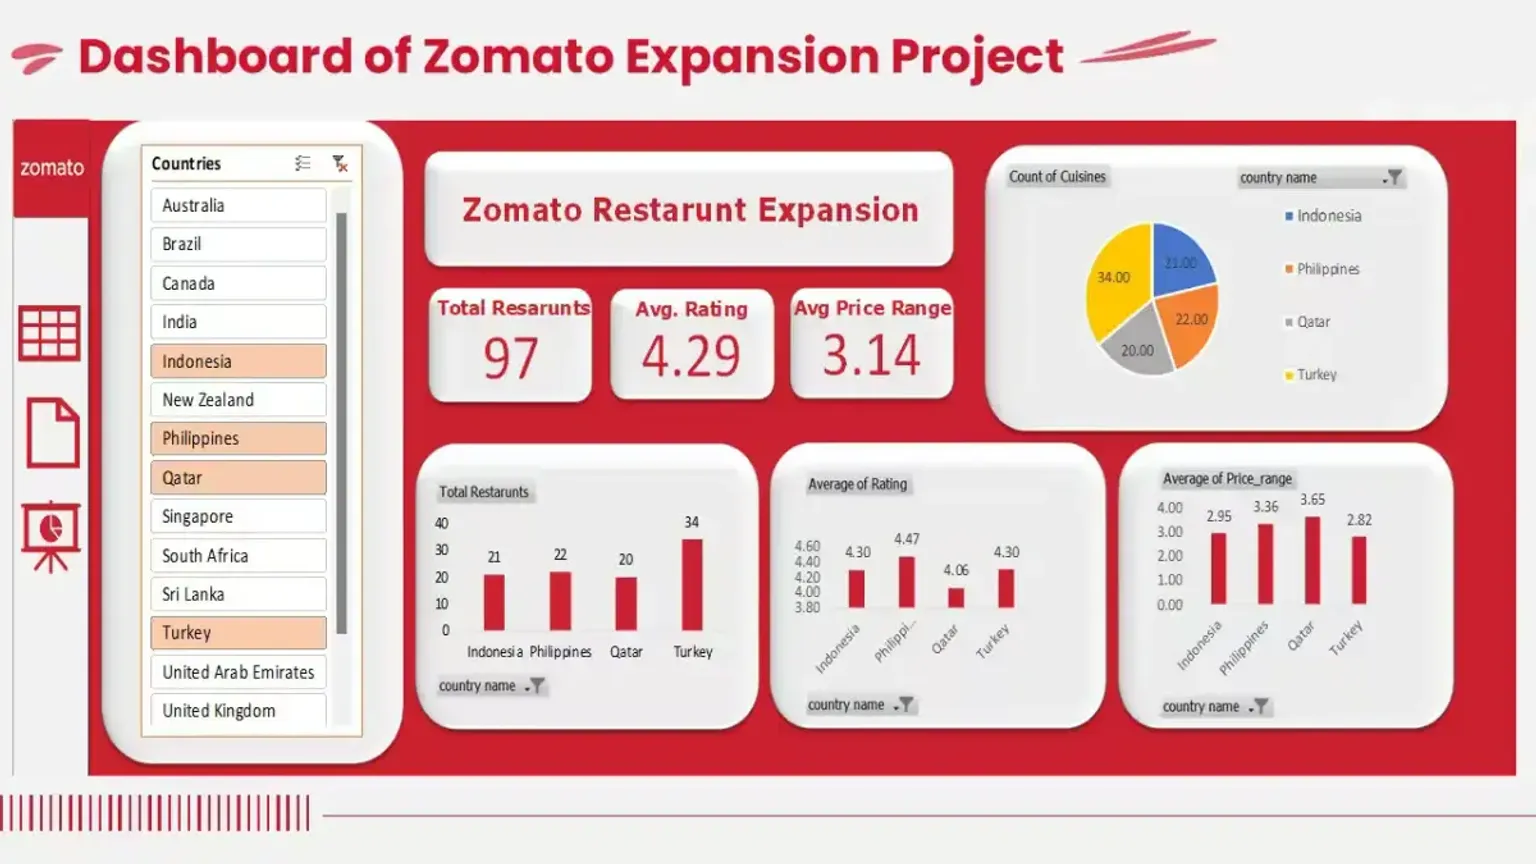 Dashboard of Zomato Expansion Project
zomato
Countries
Australia
Brazil
Canada
India
Indonesia
New Zealand
Philippines
Qatar
Singapore
South Africa
Sri Lanka
Turkey
United Arab Emirates
United Kingdom
Zomato Restarunt Expansion
Total Resarunts
97
Avg. Rating
4.29
Avg Price Range
3.14
Count of Cuisines
country name
34.00
21.00
22.00
20.00
Indonesia
Philippines
Qatar
Turkey
Total Restarunts
40
30
20
10
0
21
22
20
34
Indonesia Philippines Qatar Turkey
country name
Average of Rating
4.60
4.40
4.20
4.00
3.80
4.30
4.47
4.06
4.30
Indonesia
Philippi...
Qatar
Turkey
country name
Average of Price_range
4.00
3.00
2.00
1.00
0.00
2.95
3.36
3.65
2.82
Indonesia
Philippines
Qatar
Turkey
country name